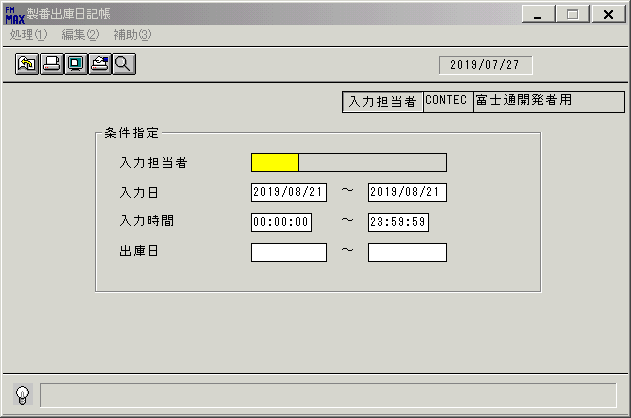 FM MAX 製番出庫日記帳
処理(1) 編集(2) 補助(3)
2019/07/27
入力担当者 CONTEC 富士通開発者用
条件指定
入力担当者
入力日 2019/08/21 ～ 2019/08/21
入力時間 00:00:00 ～ 23:59:59
出庫日 ～